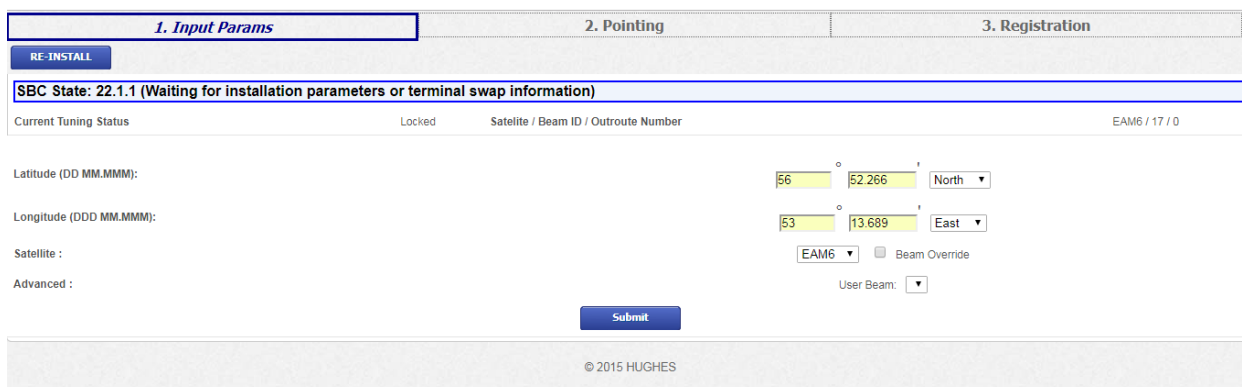 1. Input Params 2. Pointing 3. Registration
RE-INSTALL
SBC State: 22.1.1 (Waiting for installation parameters or terminal swap information)
Current Tuning Status Locked Satelite / Beam ID / Outroute Number EAM6 / 17 / 0
Latitude (DD MM.MMM): 56 ° 52.266 ' North
Longitude (DDD MM.MMM): 53 ° 13.689 ' East
Satellite : EAM6 Beam Override
Advanced : User Beam:
Submit
© 2015 HUGHES